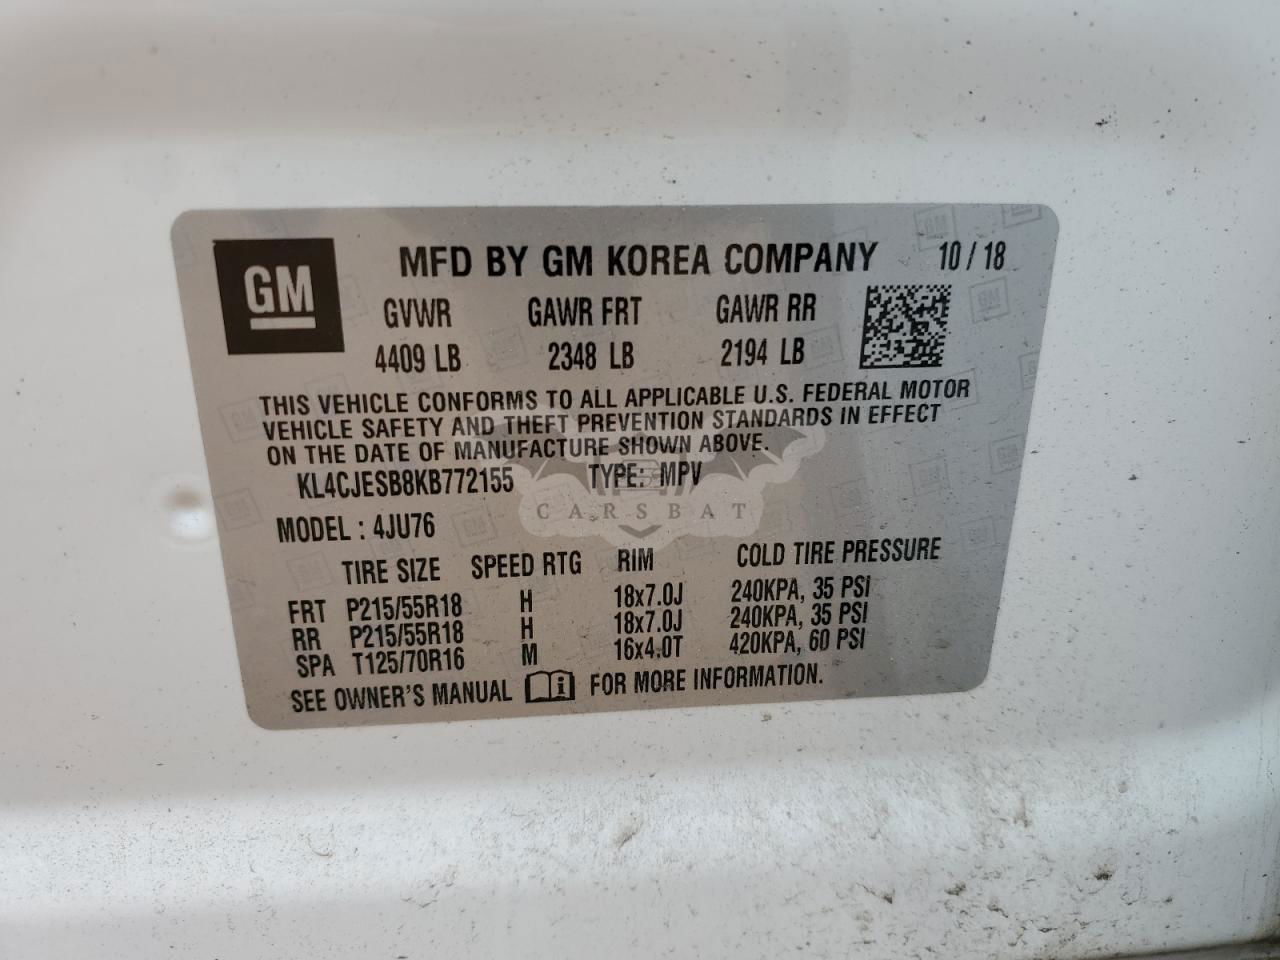 GM
MFD BY GM KOREA COMPANY 10 / 18
GVWR GAWR FRT GAWR RR
4409 LB 2348 LB 2194 LB
THIS VEHICLE CONFORMS TO ALL APPLICABLE U.S. FEDERAL MOTOR
VEHICLE SAFETY AND THEFT PREVENTION STANDARDS IN EFFECT
ON THE DATE OF MANUFACTURE SHOWN ABOVE.
KL4CJESB8KB772155 TYPE: MPV
CARSBAT
MODEL : 4JU76
TIRE SIZE SPEED RTG RIM COLD TIRE PRESSURE
FRT P215/55R18 H 18x7.0J 240KPA, 35 PSI
RR P215/55R18 H 18x7.0J 240KPA, 35 PSI
SPA T125/70R16 M 16x4.0T 420KPA, 60 PSI
SEE OWNER'S MANUAL FOR MORE INFORMATION.